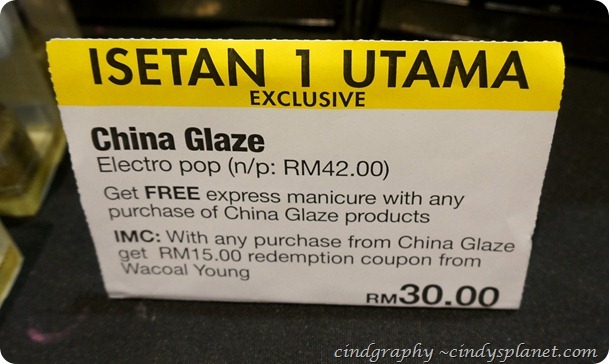 ISETAN 1 UTAMA
EXCLUSIVE
China Glaze
Electro pop (n/p: RM42.00)
Get FREE express manicure with any
purchase of China Glaze products
IMC: With any purchase from China Glaze
get RM15.00 redemption coupon from
Wacoal Young
RM30.00
cindgraphy ~cindysplanet.com